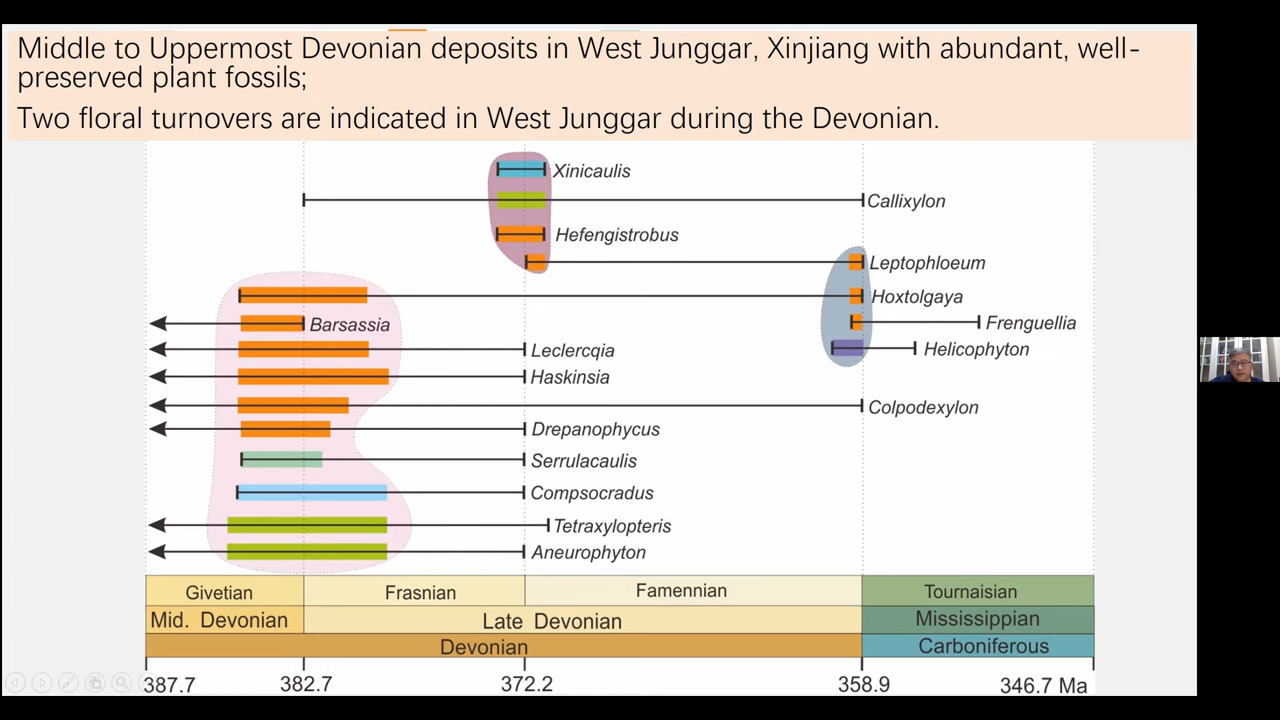 Middle to Uppermost Devonian deposits in West Junggar, Xinjiang with abundant, well-
preserved plant fossils;
Two floral turnovers are indicated in West Junggar during the Devonian.
Xinicaulis
Callixylon
Hefengistrobus
Leptophloeum
Hoxtolgaya
Barsassia
Frenguellia
Leclercqia
Helicophyton
Haskinsia
Colpodexylon
Drepanophycus
Serrulacaulis
Compsocradus
Tetraxylopteris
Aneurophyton
Givetian Frasnian Famennian Tournaisian
Mid. Devonian Late Devonian Mississippian
Devonian Carboniferous
387.7 382.7 372.2 358.9 346.7 Ma